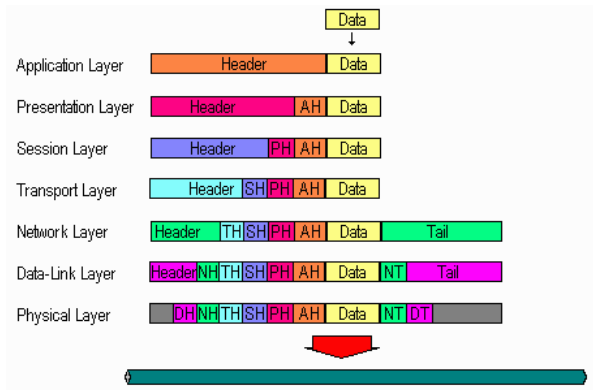 Data
Application Layer Header Data
Presentation Layer Header AH Data
Session Layer Header PH AH Data
Transport Layer Header SH PH AH Data
Network Layer Header TH SH PH AH Data Tail
Data-Link Layer Header NH TH SH PH AH Data NT Tail
Physical Layer DH NH TH SH PH AH Data NT DT